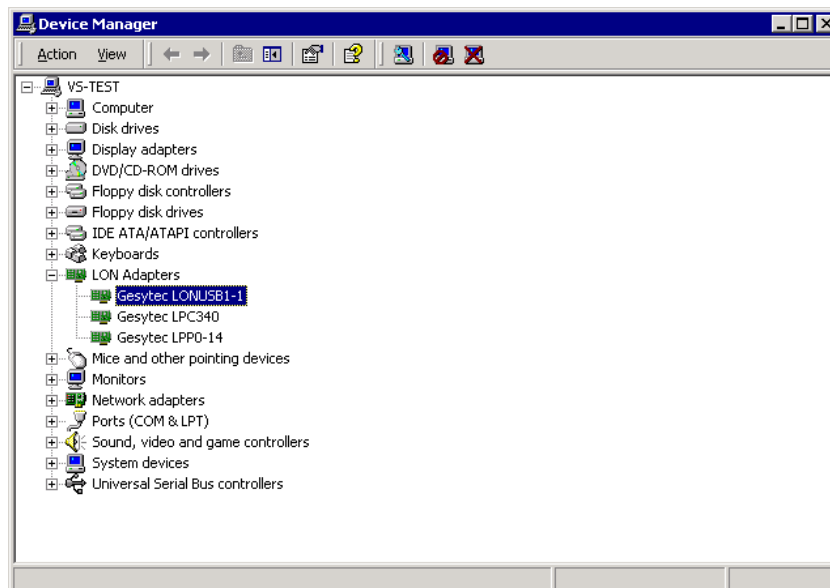 Device Manager
Action View
VS-TEST
Computer
Disk drives
Display adapters
DVD/CD-ROM drives
Floppy disk controllers
Floppy disk drives
IDE ATA/ATAPI controllers
Keyboards
LON Adapters
Gesytec LONUSB1-1
Gesytec LPC340
Gesytec LPP0-14
Mice and other pointing devices
Monitors
Network adapters
Ports (COM & LPT)
Sound, video and game controllers
System devices
Universal Serial Bus controllers